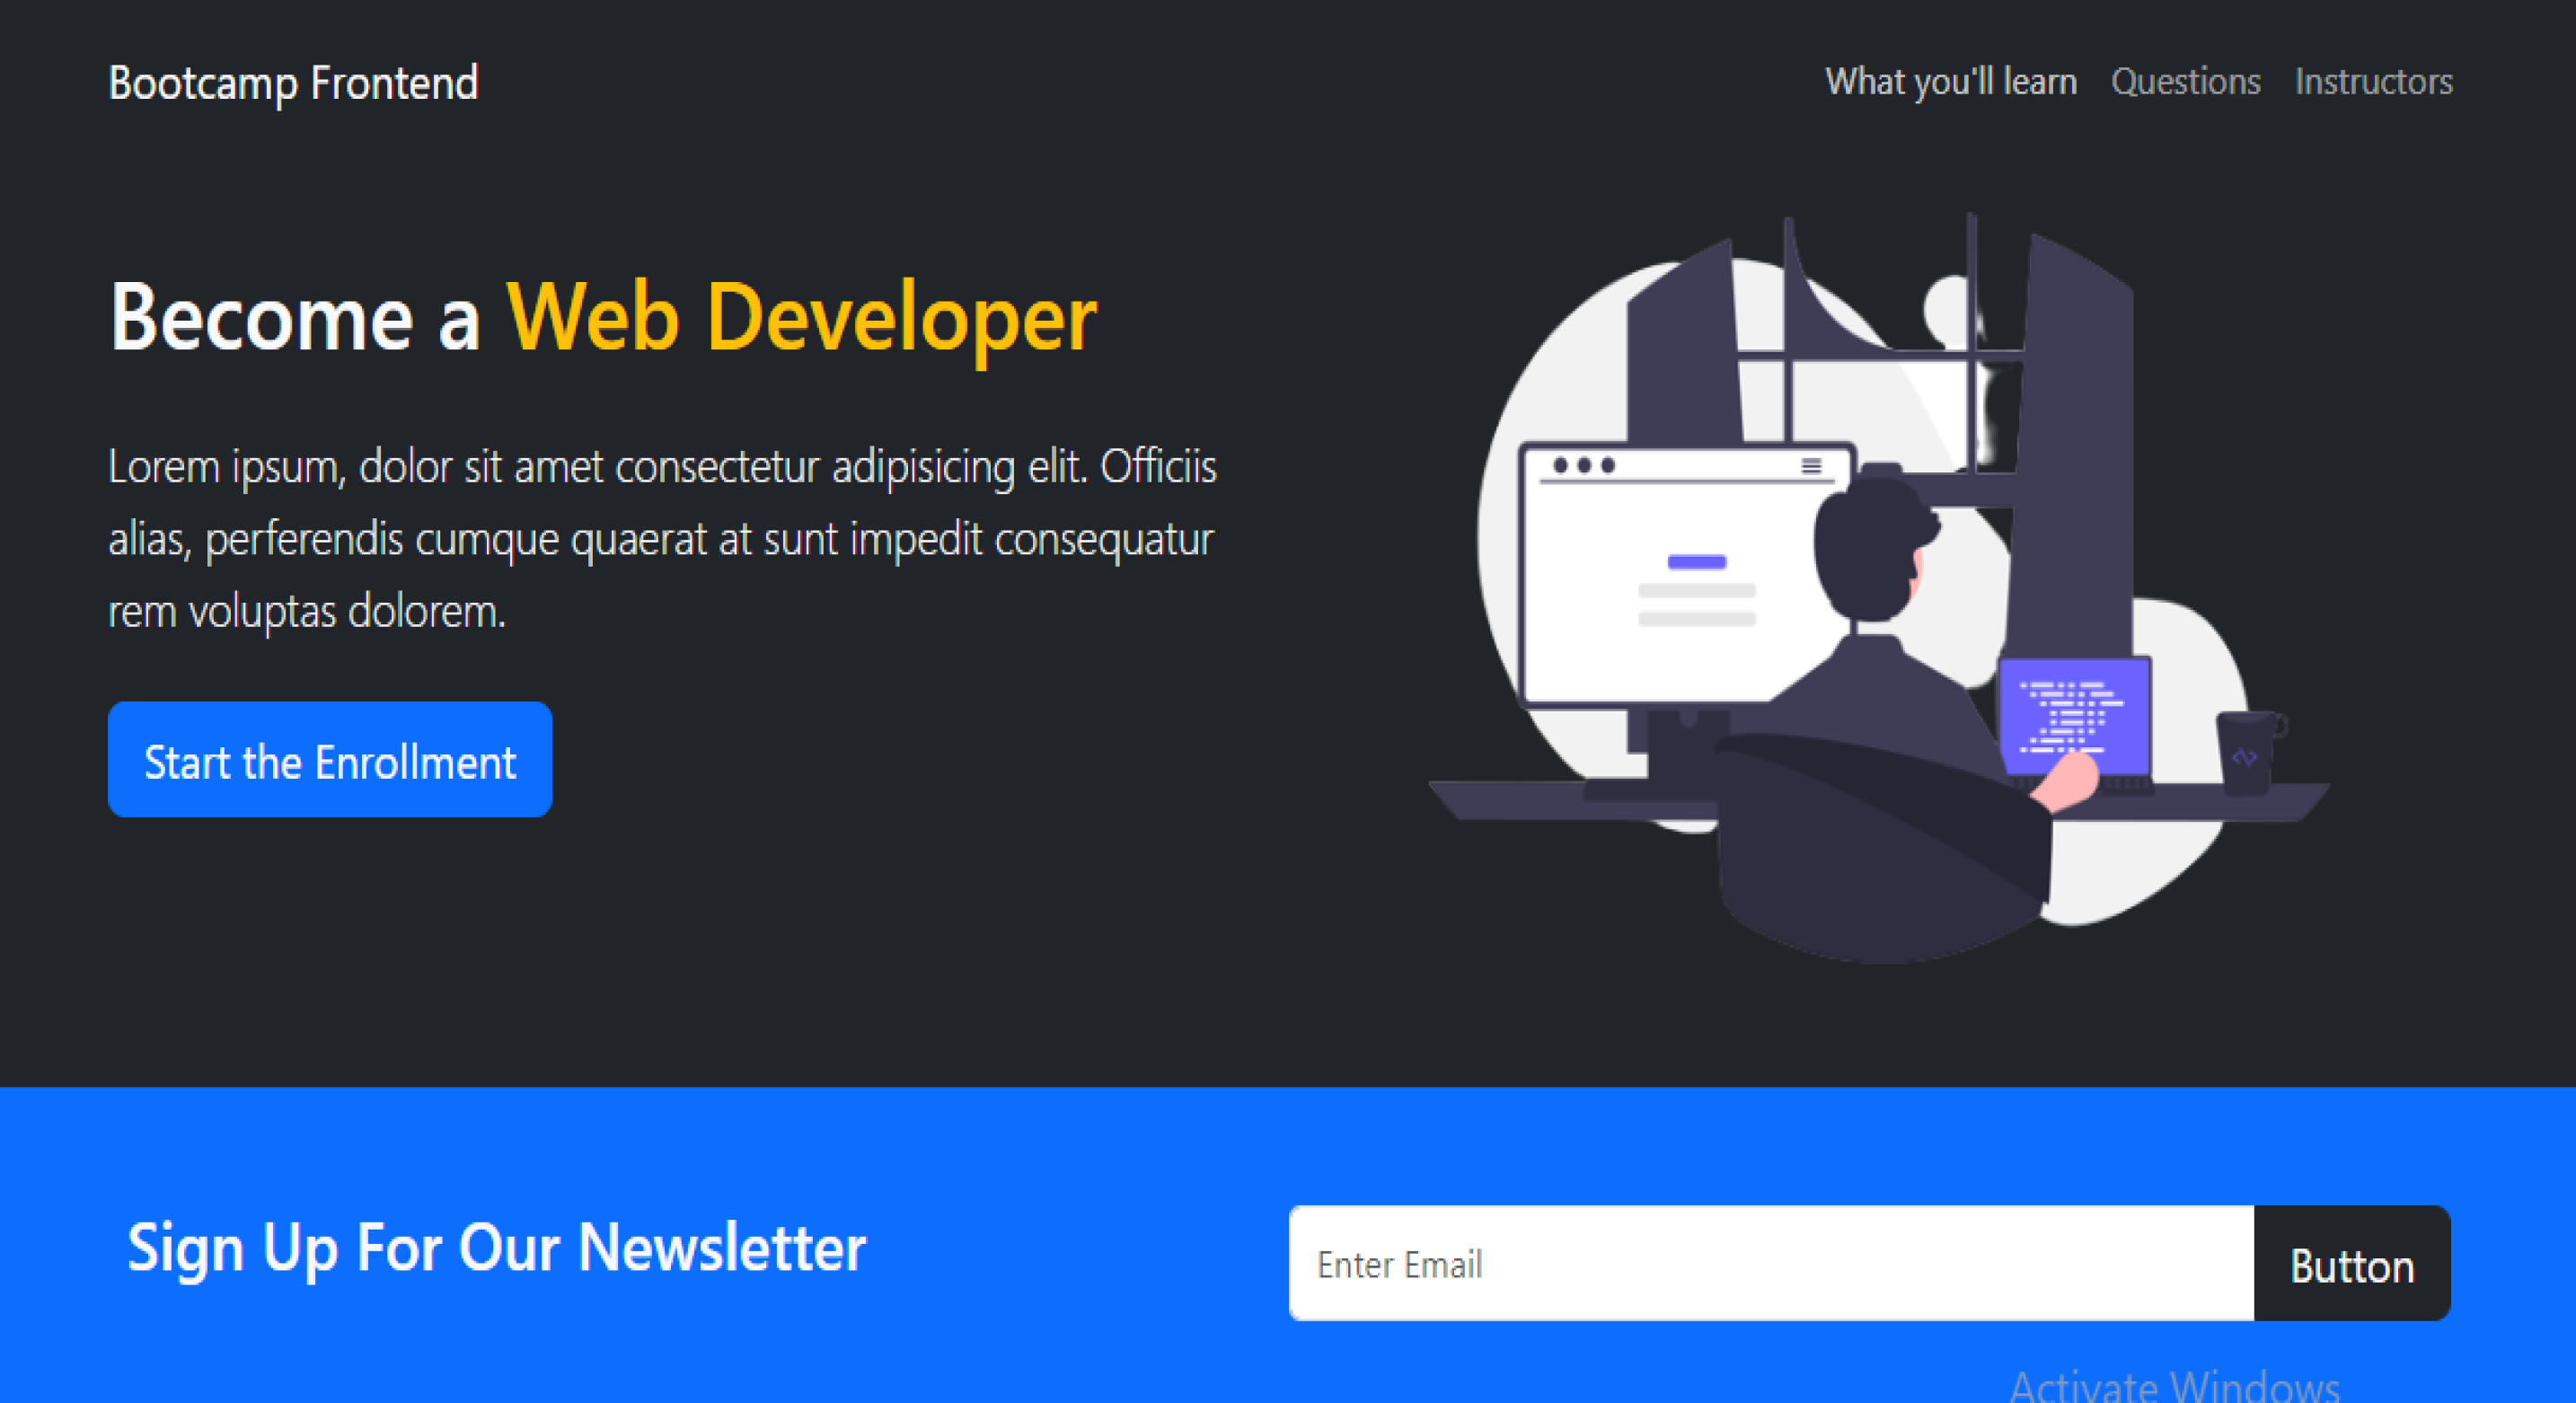 Bootcamp Frontend
What you'll learn Questions Instructors
Become a Web Developer
Lorem ipsum, dolor sit amet consectetur adipisicing elit. Officiis
alias, perferendis cumque quaerat at sunt impedit consequatur
rem voluptas dolorem.
Start the Enrollment
Sign Up For Our Newsletter
Enter Email
Button
Activate Windows